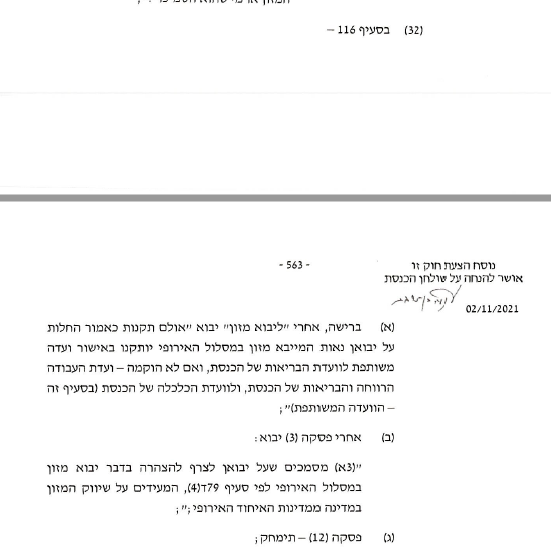 (32) בסעיף 116 –
- 563 -
נוסח הצעת חוק זו
אושר להנחה על שולחן הכנסת
02/11/2021
(א) ברישה, אחרי "ליבוא מזון" יבוא "אולם תקנות כאמור החלות
על יבואן נאות המייבא מזון במסלול האירופי יותקנו באישור ועדה
משותפת לוועדת הבריאות של הכנסת, ואם לא הוקמה – ועדת העבודה
הרווחה והבריאות של הכנסת, ולוועדת הכלכלה של הכנסת (בסעיף זה
– הוועדה המשותפת)";
(ב) אחרי פסקה (3) יבוא:
"(3א) מסמכים שעל יבואן לצרף להצהרה בדבר יבוא מזון
במסלול האירופי לפי סעיף 79ד(4), המעידים על שיווק המזון
במדינה ממדינות האיחוד האירופי;";
(ג) פסקה (12) – תימחק;